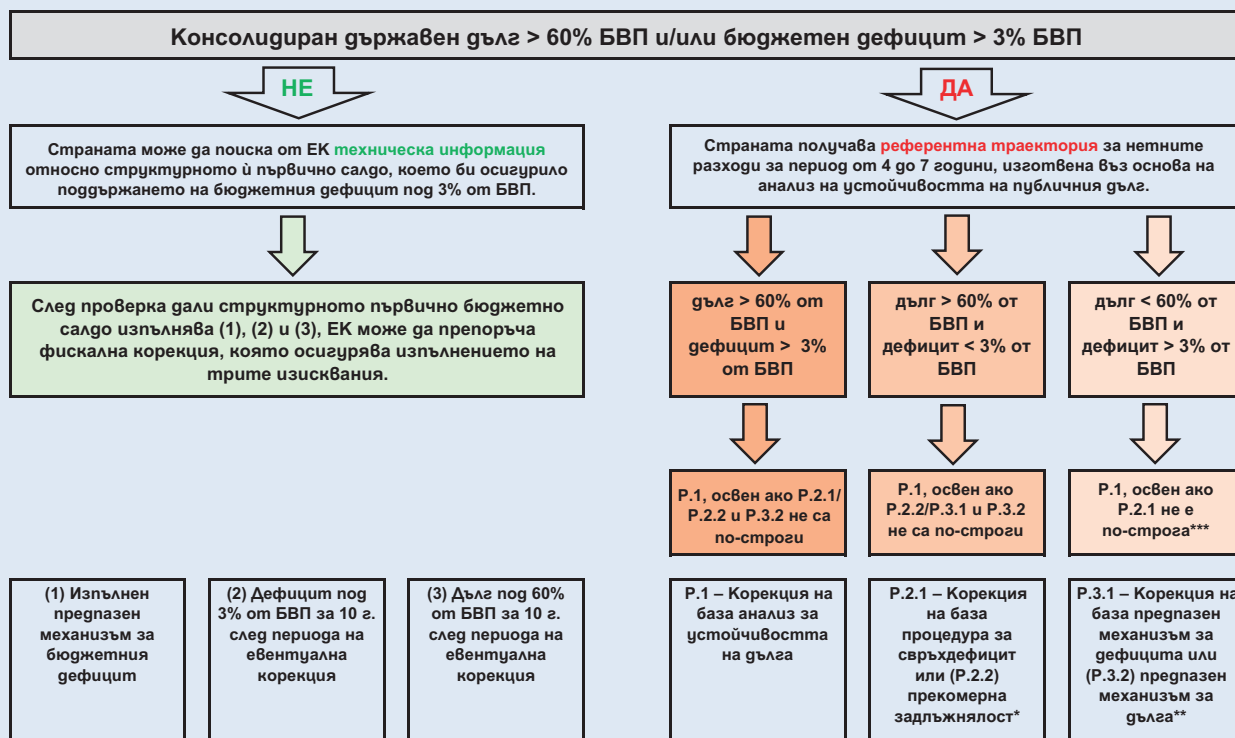 Консолидиран държавен дълг > 60% БВП и/или бюджетен дефицит > 3% БВП
НЕ
ДА
Страната може да поиска от ЕК техническа информация
относно структурното ѝ първично салдо, което би осигурило
поддържането на бюджетния дефицит под 3% от БВП.
Страната получава референтна траектория за нетните
разходи за период от 4 до 7 години, изготвена въз основа на
анализ на устойчивостта на публичния дълг.
След проверка дали структурното първично бюджетно
салдо изпълнява (1), (2) и (3), ЕК може да препоръча
фискална корекция, която осигурява изпълнението на
трите изисквания.
дълг > 60% от
БВП и
дефицит > 3%
от БВП
дълг > 60% от
БВП и
дефицит < 3% от
БВП
дълг < 60% от
БВП и
дефицит > 3% от
БВП
Р.1, освен ако Р.2.1/
Р.2.2 и Р.3.2 не са
по-строги
Р.1, освен ако
Р.2.2/Р.3.1 и Р.3.2
не са по-строги
Р.1, освен ако
Р.2.1 не е
по-строга***
(1) Изпълнен
предпазен
механизъм за
бюджетния
дефицит
(2) Дефицит под
3% от БВП за 10 г.
след периода на
евентуална
корекция
(3) Дълг под 60%
от БВП за 10 г.
след периода на
евентуална
корекция
Р.1 – Корекция на
база анализ за
устойчивостта
на дълга
Р.2.1 – Корекция
на база
процедура за
свръхдефицит
или (Р.2.2)
прекомерна
задлъжнялост*
Р.3.1 – Корекция на
база предпазен
механизъм за
дефицита или
(Р.3.2) предпазен
механизъм за
дълга**